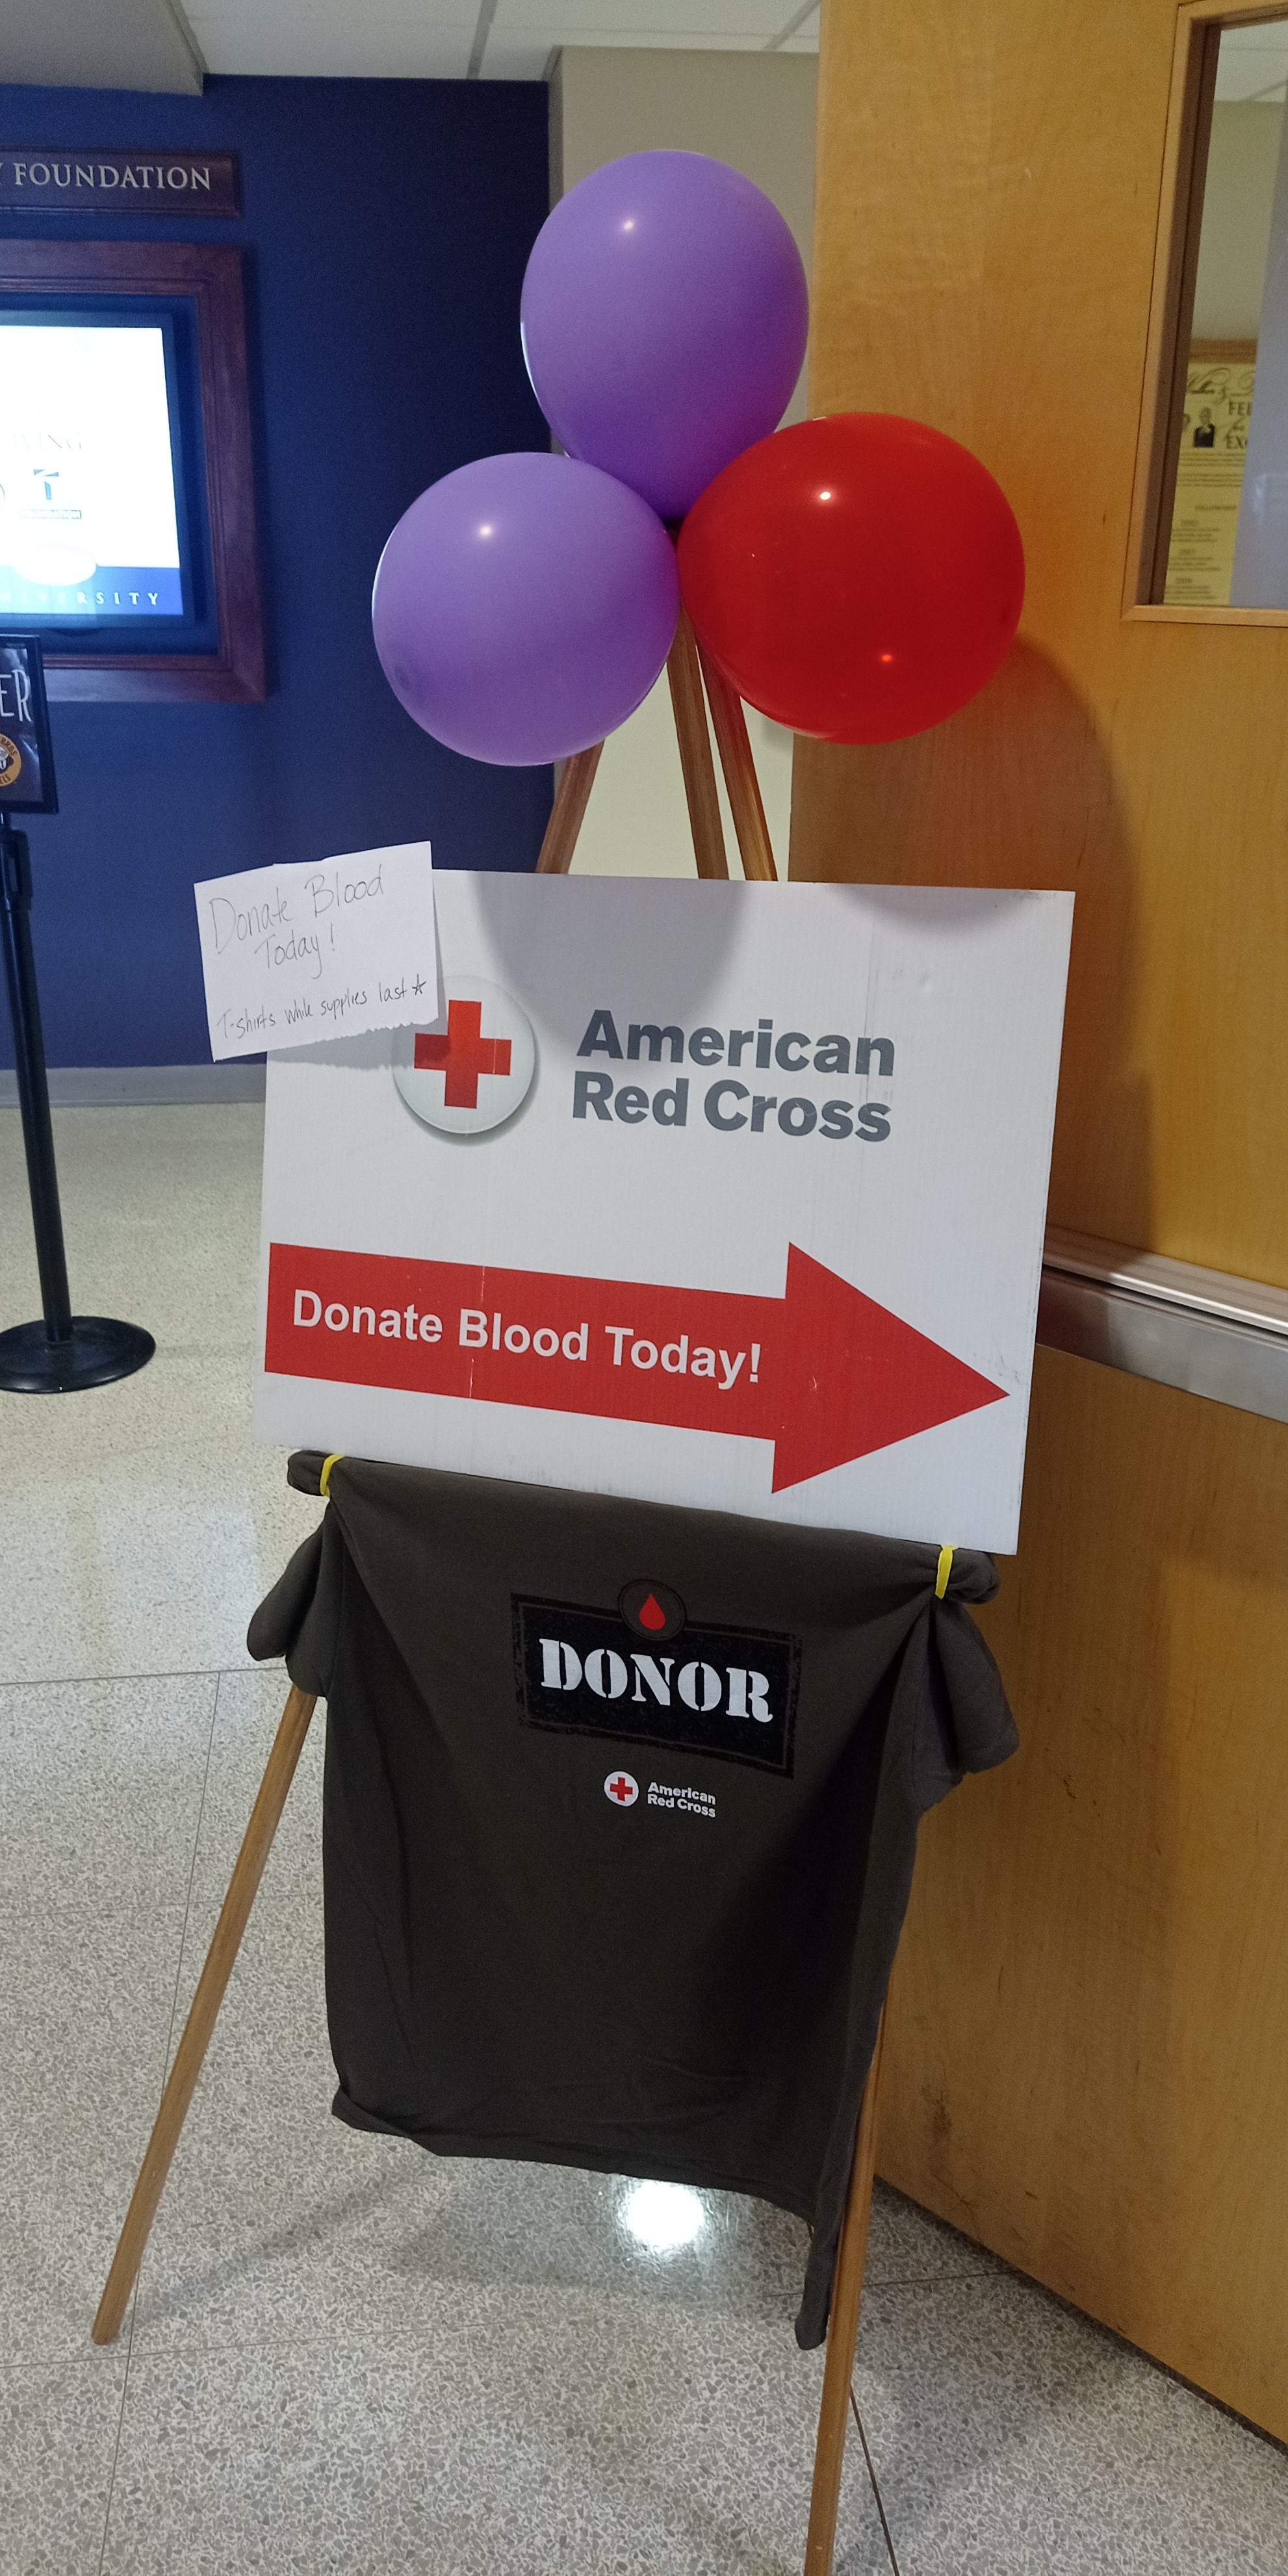 FOUNDATION
Donate Blood
Today!
T-shirts while supplies last
American
Red Cross
Donate Blood Today!
DONOR
American
Red Cross